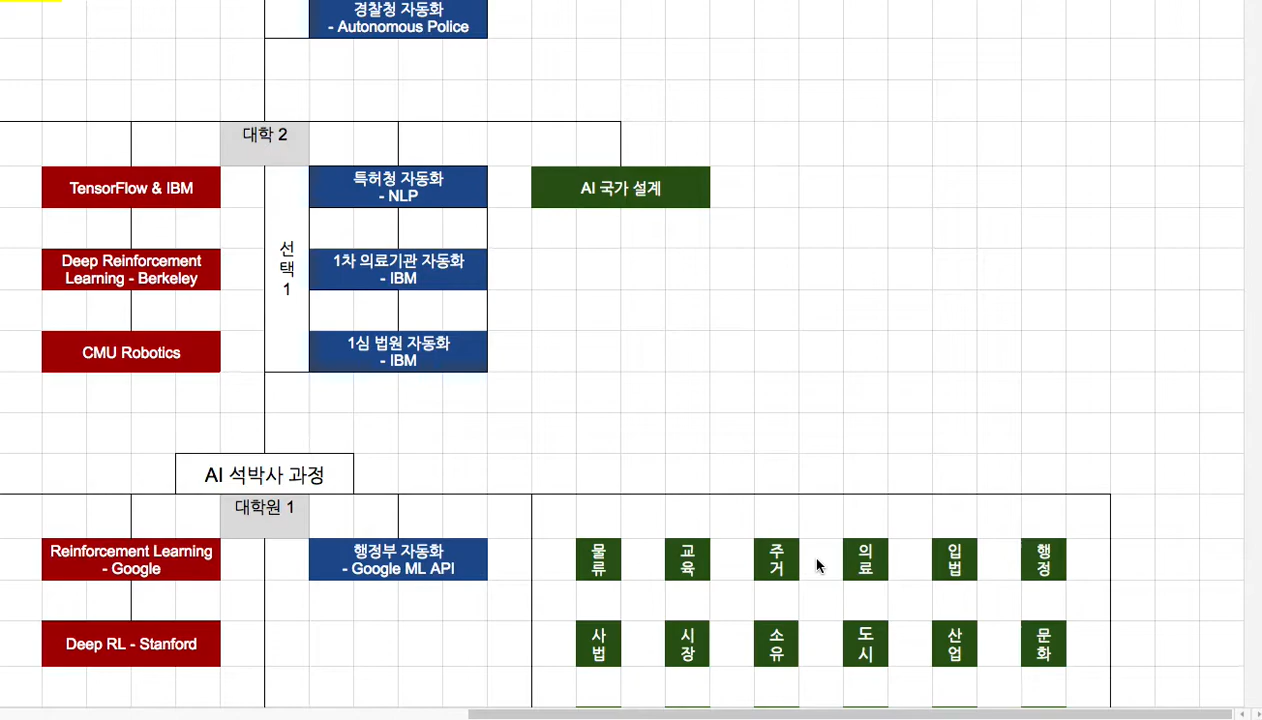 경찰청 자동화
- Autonomous Police
대학 2
TensorFlow & IBM
특허청 자동화
- NLP
AI 국가 설계
선
택
1
Deep Reinforcement
Learning - Berkeley
1차 의료기관 자동화
- IBM
CMU Robotics
1심 법원 자동화
- IBM
AI 석박사 과정
대학원 1
Reinforcement Learning
- Google
행정부 자동화
- Google ML API
물
류
교
육
주
거
의
료
입
법
행
정
Deep RL - Stanford
사
법
시
장
소
유
도
시
산
업
문
화